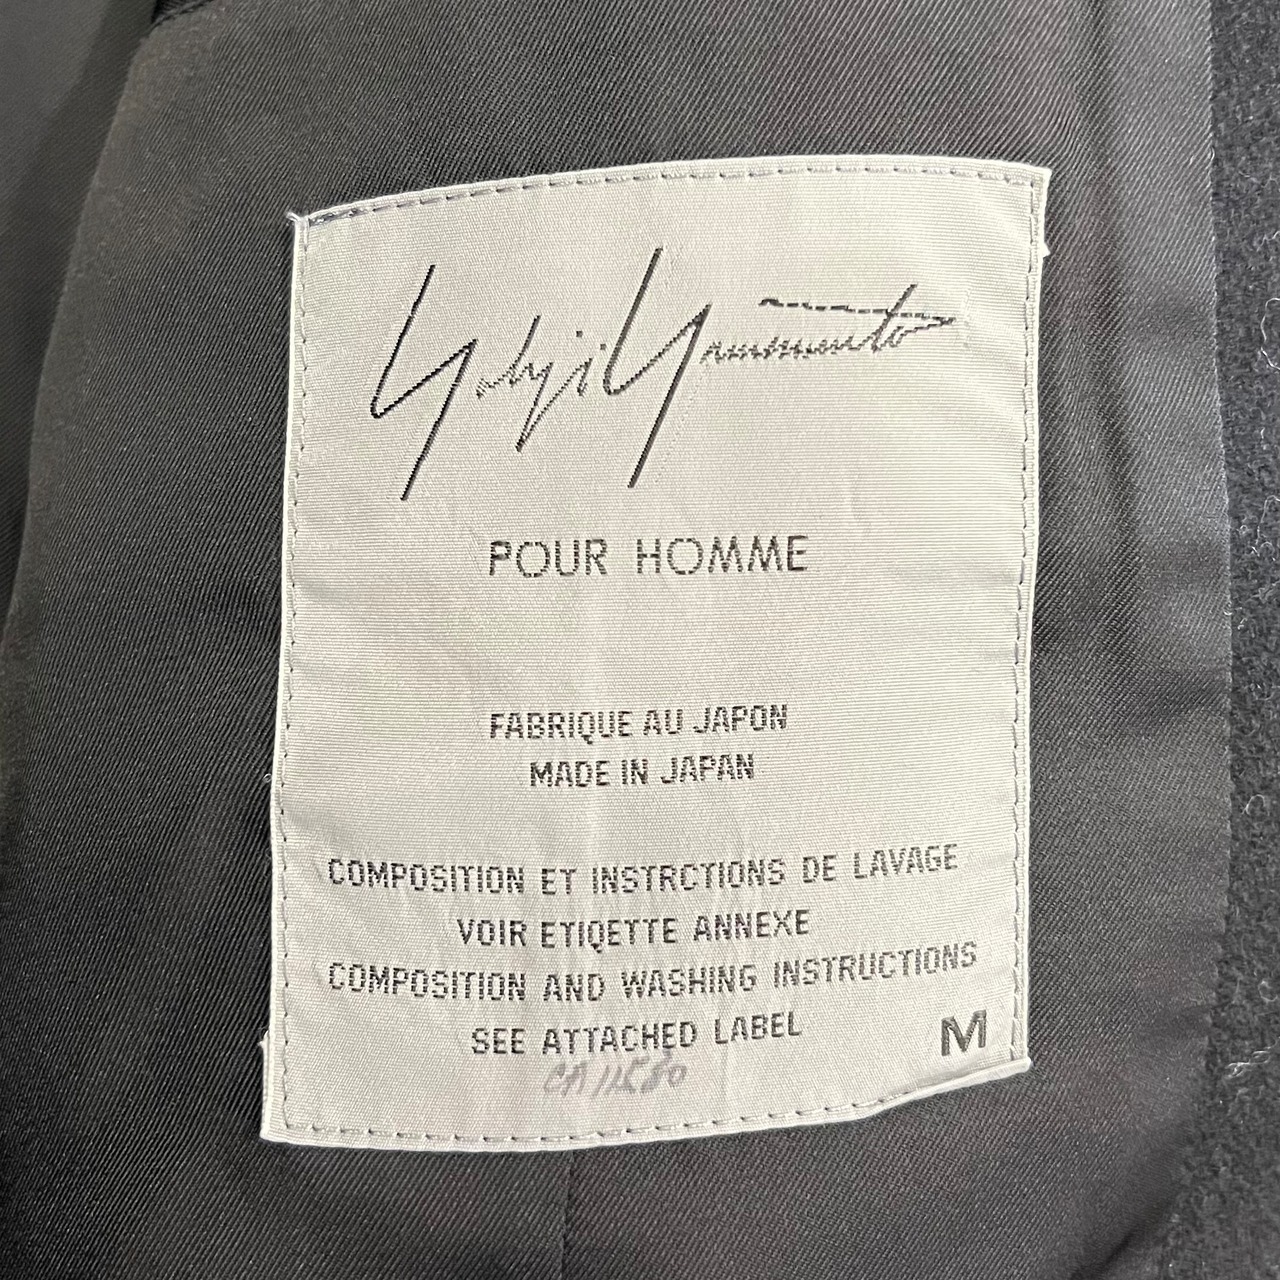 Yohji Yamamoto
POUR HOMME
FABRIQUE AU JAPON
MADE IN JAPAN
COMPOSITION ET INSTRCTIONS DE LAVAGE
VOIR ETIQETTE ANNEXE
COMPOSITION AND WASHING INSTRUCTIONS
SEE ATTACHED LABEL
M